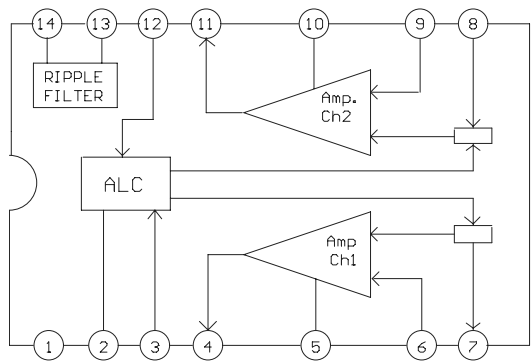 14 13 12 11 10 9 8
RIPPLE
FILTER
Amp.
Ch2
ALC
Amp
Ch1
1 2 3 4 5 6 7